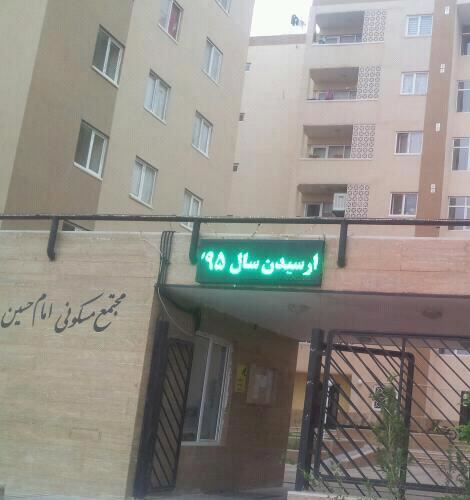 ارسیدن سال ۹۵'
مجتمع مسکونی امام حسین